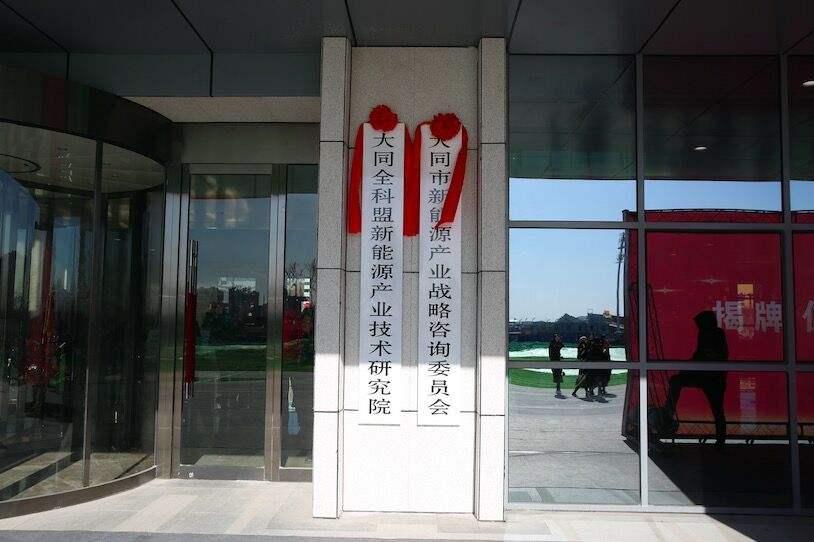 大同全科盟新能源产业技术研究院
大同市新能源产业战略咨询委员会
揭牌